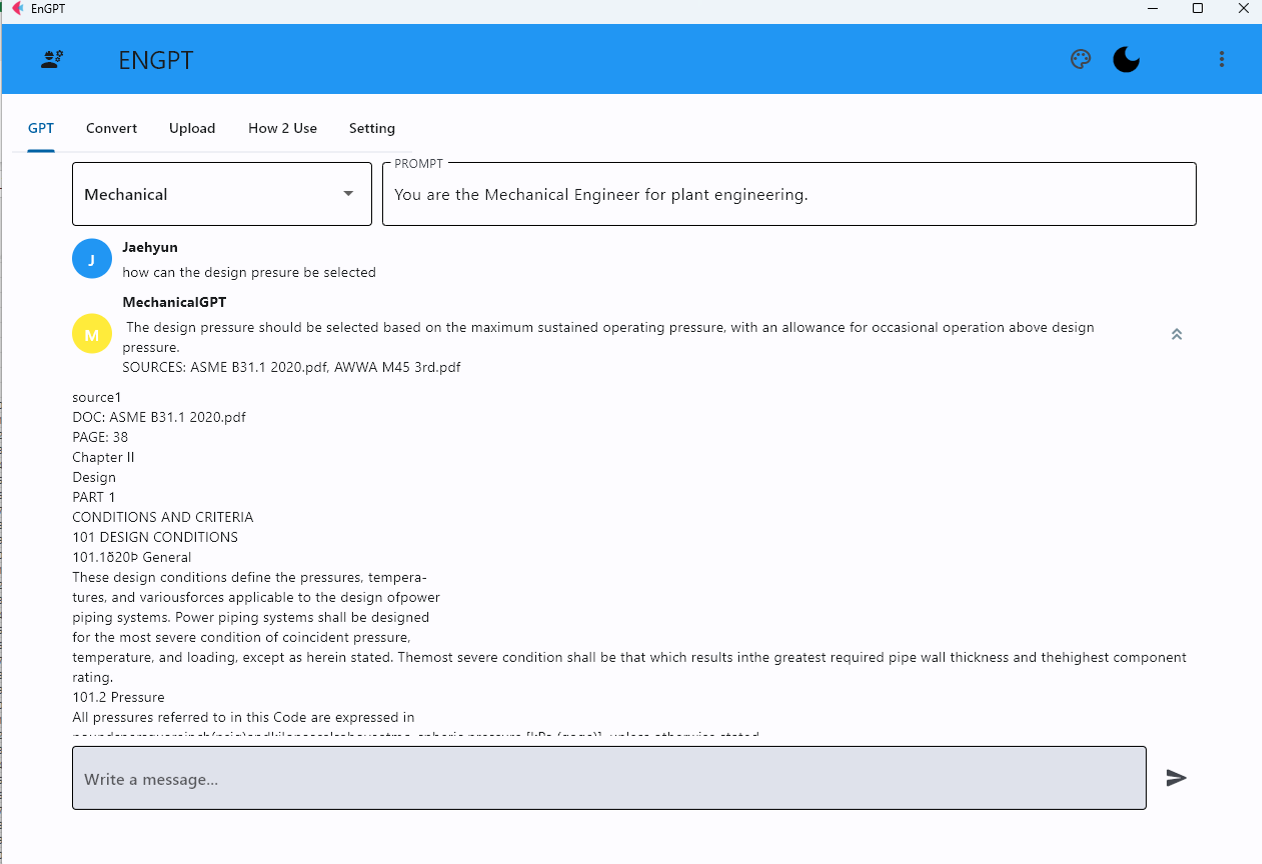 EnGPT
ENGPT
GPT Convert Upload How 2 Use Setting
PROMPT
Mechanical
You are the Mechanical Engineer for plant engineering.
J
Jaehyun
how can the design presure be selected
MechanicalGPT
M
The design pressure should be selected based on the maximum sustained operating pressure, with an allowance for occasional operation above design
pressure.
SOURCES: ASME B31.1 2020.pdf, AWWA M45 3rd.pdf
source1
DOC: ASME B31.1 2020.pdf
PAGE: 38
Chapter II
Design
PART 1
CONDITIONS AND CRITERIA
101 DESIGN CONDITIONS
101.1ð20Þ General
These design conditions define the pressures, tempera-
tures, and variousforces applicable to the design ofpower
piping systems. Power piping systems shall be designed
for the most severe condition of coincident pressure,
temperature, and loading, except as herein stated. Themost severe condition shall be that which results inthe greatest required pipe wall thickness and thehighest component
rating.
101.2 Pressure
All pressures referred to in this Code are expressed in
Write a message...